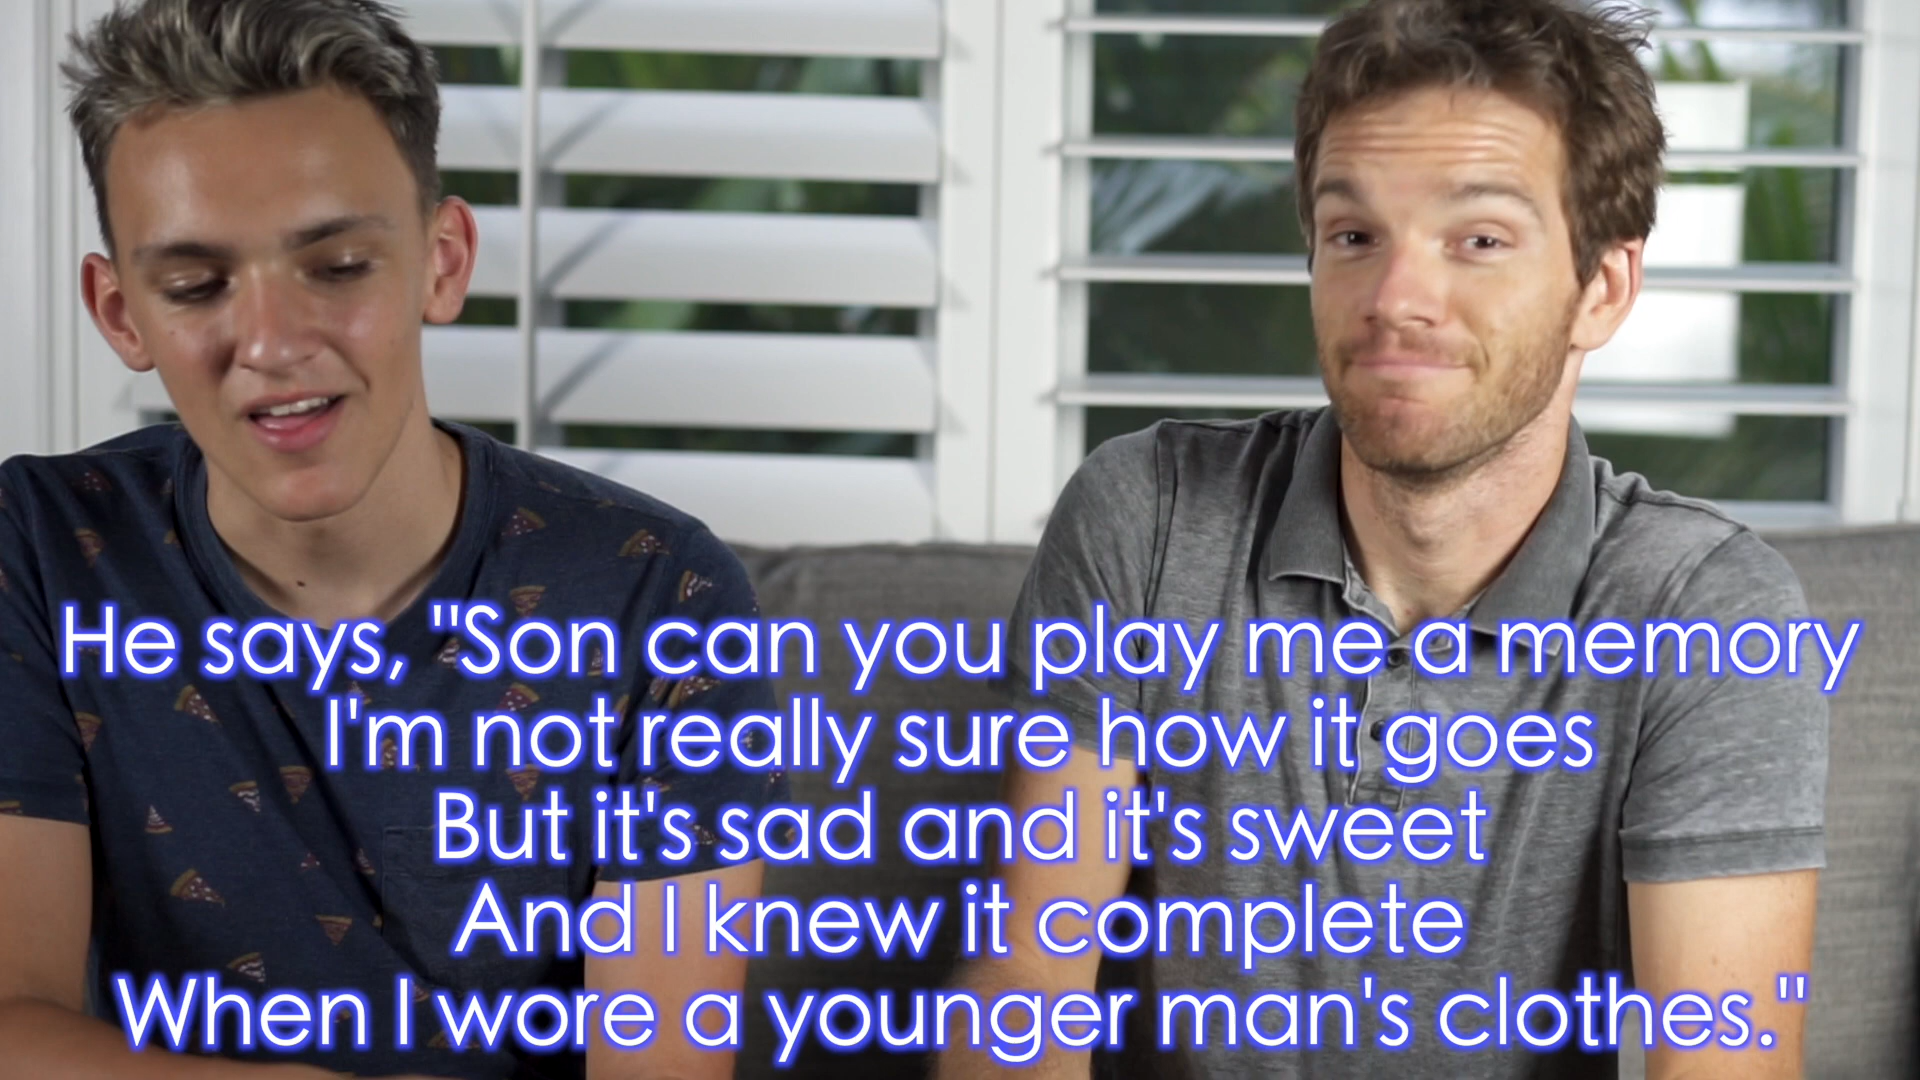 He says, "Son can you play me a memory
I'm not really sure how it goes
But it's sad and it's sweet
And I knew it complete
When I wore a younger man's clothes."